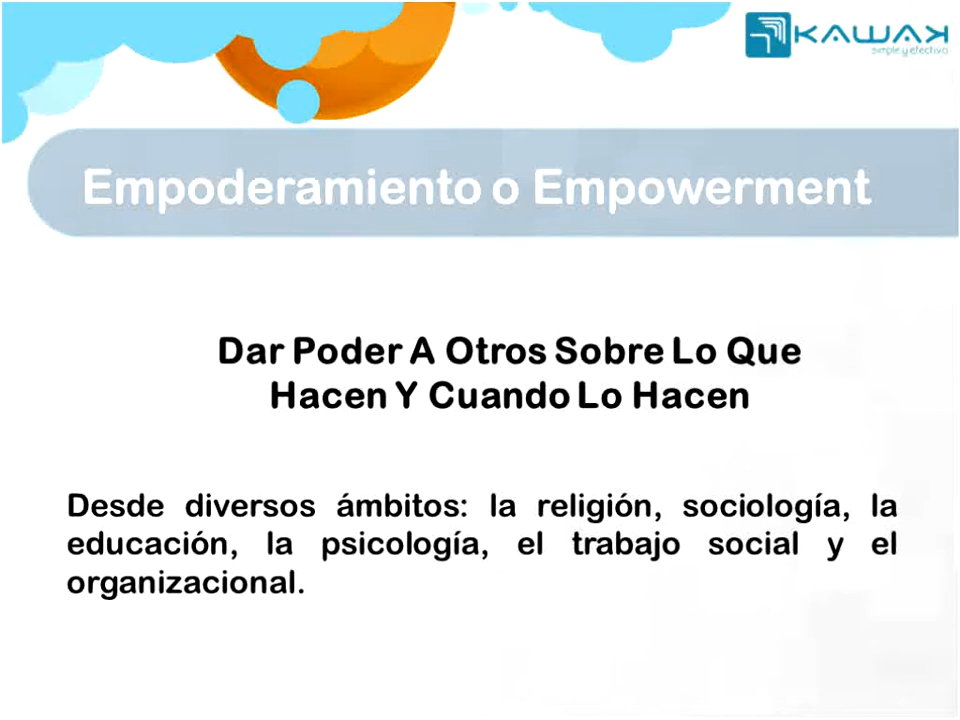 KAWAK
simple y efectivo
Empoderamiento o Empowerment
Dar Poder A Otros Sobre Lo Que
Hacen Y Cuando Lo Hacen
Desde diversos ámbitos: la religión, sociología, la
educación, la psicología, el trabajo social y el
organizacional.